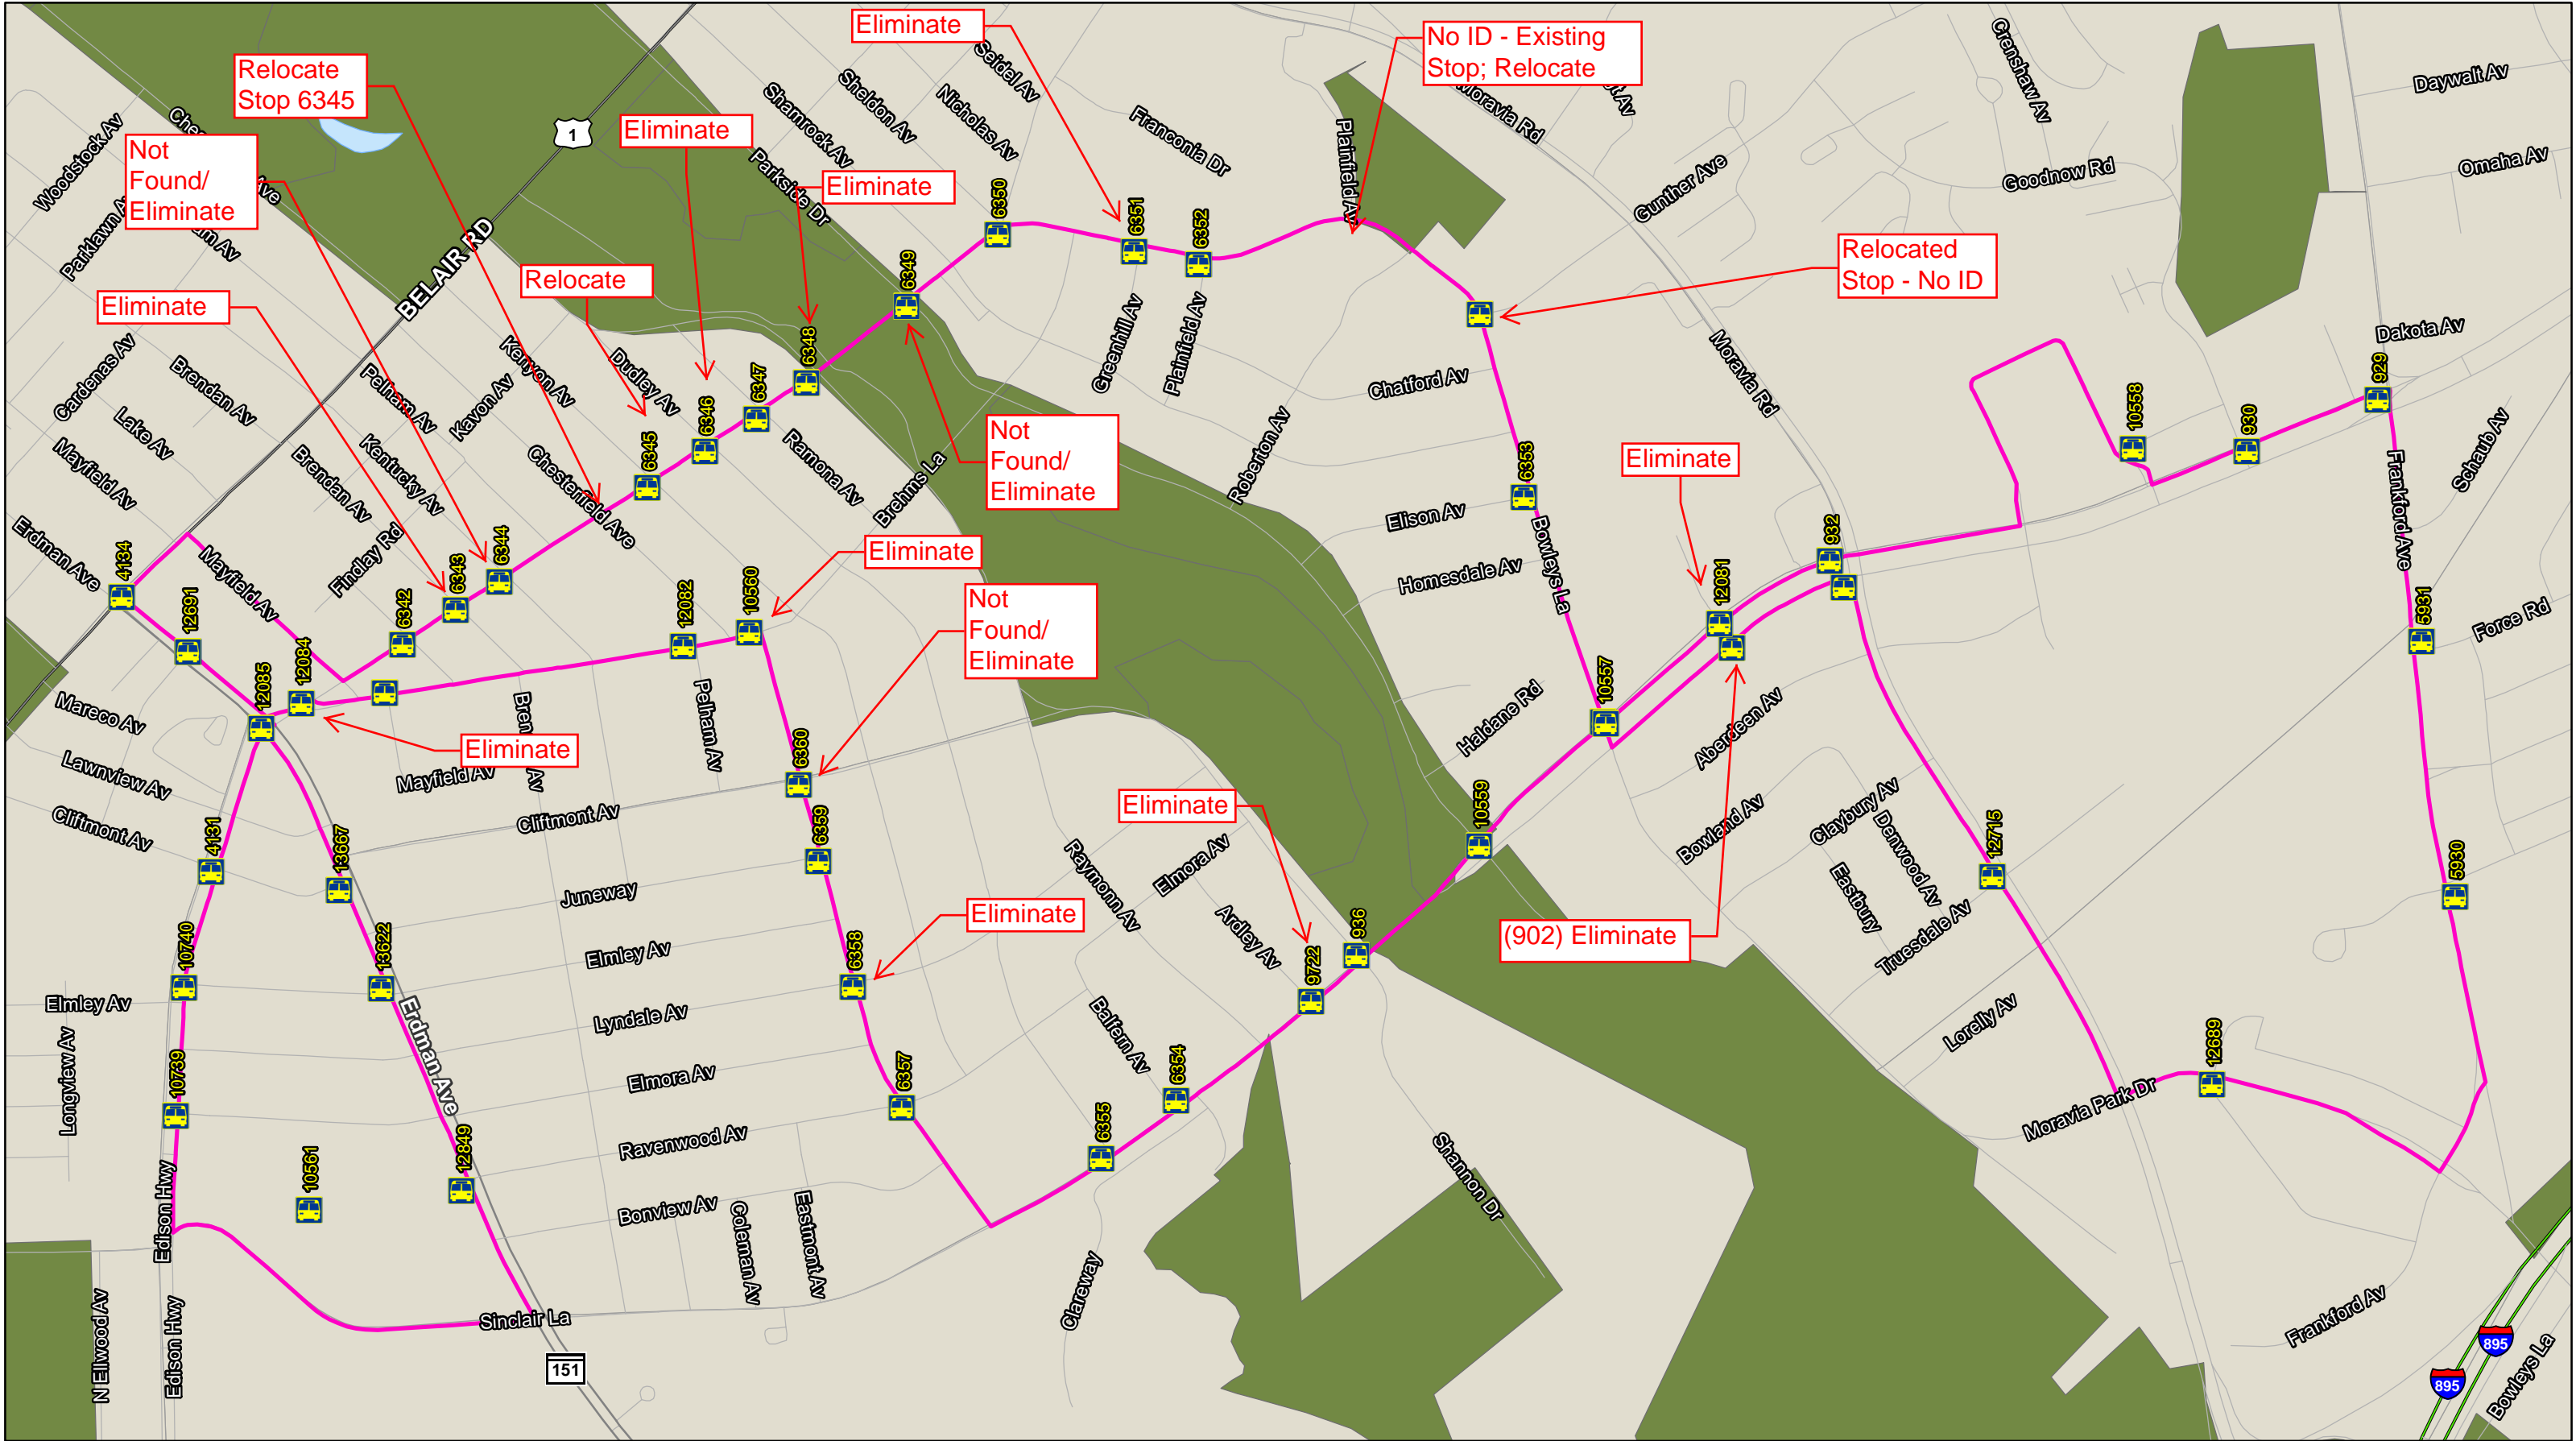 Eliminate
No ID - Existing
Stop; Relocate
Relocate
Stop 6345
Eliminate
Not
Found/
Eliminate
Eliminate
Relocated
Stop - No ID
Relocate
Eliminate
Not
Found/
Eliminate
Eliminate
Eliminate
Not
Found/
Eliminate
Eliminate
Eliminate
Eliminate
(902) Eliminate
1
151
895
895
BELAIR RD
Woodstock Av
Cardenas Av
Brendan Av
Lake Av
Mayfield Av
Erdman Ave
Mayfield Av
Pelham Av
Kavon Av
Kenyon Av
Kentucky Av
Brendan Av
Findlay Rd
Chesterfield Ave
Dudley Av
Ramona Av
Brehms La
Parkside Dr
Shamrock Av
Sheldon Av
Nicholas Av
Seidel Av
Franconia Dr
Plainfield Av
Moravia Rd
Gunther Ave
Crenshaw Av
Goodnow Rd
Daywalt Av
Omaha Av
Dakota Av
Schaub Av
Frankford Ave
Force Rd
Greenhill Av
Plainfield Av
Roberton Av
Chatford Av
Elison Av
Homesdale Av
Bowleys La
Moravia Rd
Haldane Rd
Aberdeen Av
Bowland Av
Claybury Av
Denwood Av
Eastbury
Truesdale Av
Lorelly Av
Moravia Park Dr
Frankford Av
Bowleys La
Mareco Av
Lawnview Av
Cliftmont Av
Mayfield Av
Pelham Av
Cliftmont Av
Juneway
Elmley Av
Lyndale Av
Elmora Av
Ravenwood Av
Bonview Av
Coleman Av
Eastmont Av
Sinclair La
Erdman Ave
Elmley Av
Longview Av
Edison Hwy
Edison Hwy
N Ellwood Av
Raymonn Av
Elmora Av
Ardley Av
Balfern Av
Clareway
Shannon Dr
4134
12691
12085
12084
6342
6343
6344
6345
6346
6347
6348
6349
6350
6351
6352
6353
10557
12081
932
10558
930
929
5931
5930
12689
12715
10559
936
9722
6354
6355
6357
6358
6359
6360
10560
12082
4131
10740
10739
10561
13667
13622
12849